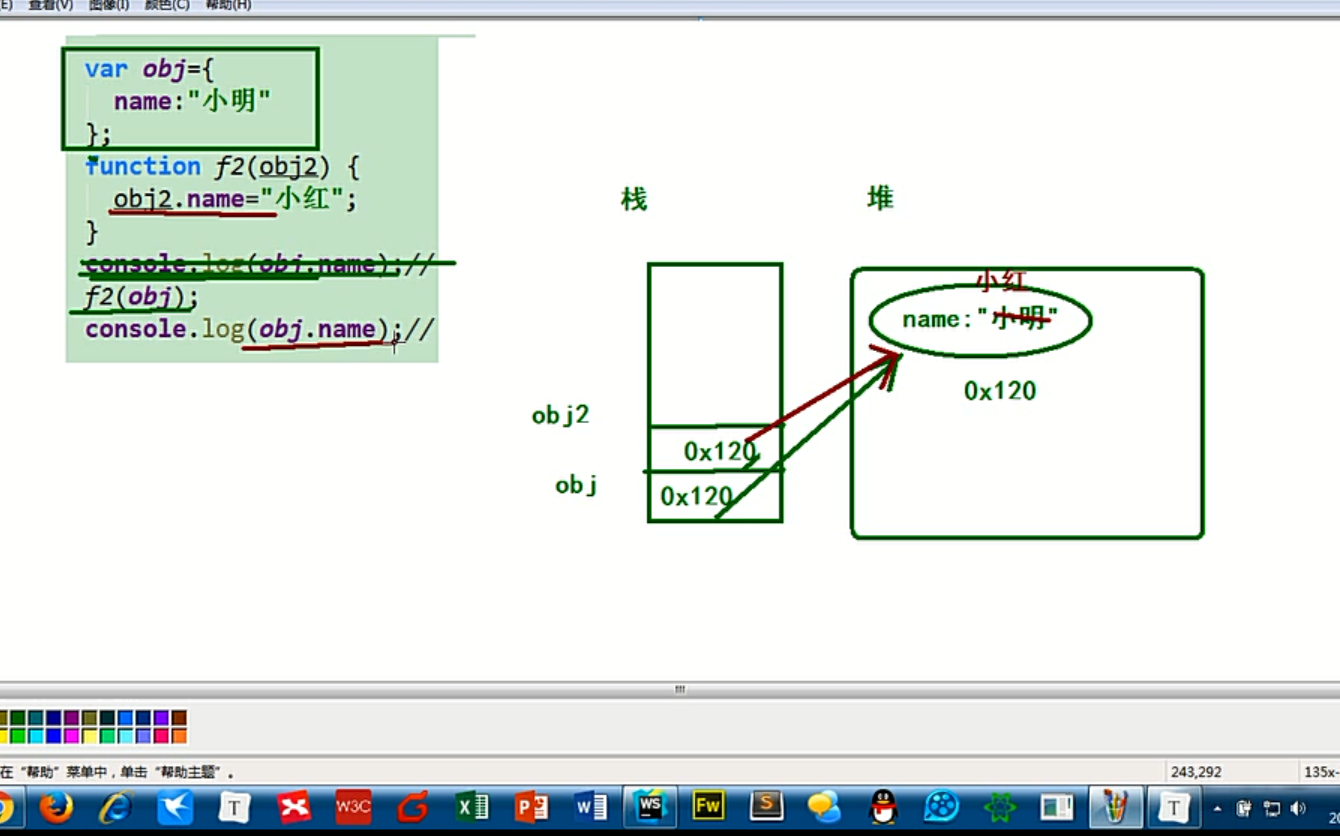 查看(V) 图像(I) 颜色(C) 帮助(H)
var obj={
name:"小明"
};
function f2(obj2) {
obj2.name="小红";
}
console.log(obj.name);//
f2(obj);
console.log(obj.name);//
栈
堆
小红
name:"小明"
0x120
obj2
0x120
obj
0x120
在“帮助”菜单中，单击“帮助主题”。
243,292
135x
T
W3C
X
P
W
WS
Fw
S
T